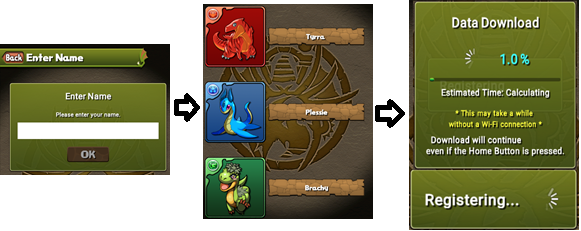 Back Enter Name
Enter Name
Please enter your name.
OK
Tyrra
Plessie
Brachy
Data Download
1.0%
Estimated Time: Calculating
* This may take a while
without a Wi-Fi connection *
Download will continue
even if the Home Button is pressed.
Registering...